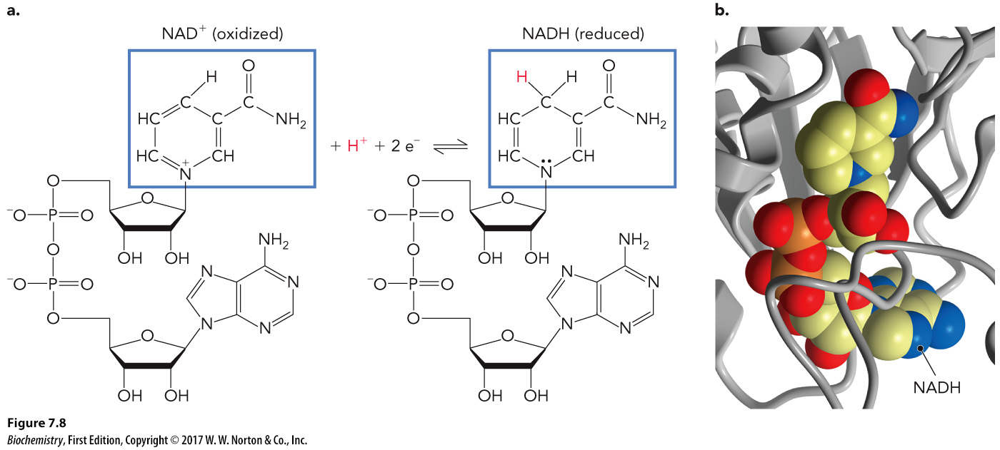 a.
NAD⁺ (oxidized)
NADH (reduced)
b.
H
O
C
C
HC
C
NH₂
HC
CH
+
N
+ H⁺ + 2 e⁻
H
H
O
C
C
HC
C
NH₂
HC
CH
N
O
O
⁻O
P
O
OH
OH
O
⁻O
P
O
O
O
OH
OH
NH₂
N
N
N
N
O
O
⁻O
P
O
OH
OH
O
⁻O
P
O
O
O
OH
OH
NH₂
N
N
N
N
NADH
Figure 7.8
Biochemistry, First Edition, Copyright © 2017 W. W. Norton & Co., Inc.